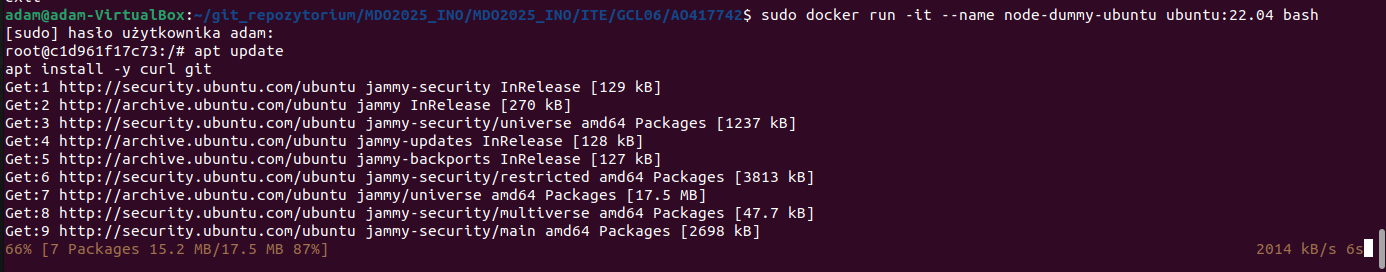 adam@adam-VirtualBox:~/git_repozytorium/MDO2025_INO/MDO2025_INO/ITE/GCL06/AO417742$ sudo docker run -it --name node-dummy-ubuntu ubuntu:22.04 bash
[sudo] hasło użytkownika adam:
root@c1d961f17c73:/# apt update
apt install -y curl git
Get:1 http://security.ubuntu.com/ubuntu jammy-security InRelease [129 kB]
Get:2 http://archive.ubuntu.com/ubuntu jammy InRelease [270 kB]
Get:3 http://security.ubuntu.com/ubuntu jammy-security/universe amd64 Packages [1237 kB]
Get:4 http://archive.ubuntu.com/ubuntu jammy-updates InRelease [128 kB]
Get:5 http://archive.ubuntu.com/ubuntu jammy-backports InRelease [127 kB]
Get:6 http://security.ubuntu.com/ubuntu jammy-security/restricted amd64 Packages [3813 kB]
Get:7 http://archive.ubuntu.com/ubuntu jammy/universe amd64 Packages [17.5 MB]
Get:8 http://security.ubuntu.com/ubuntu jammy-security/multiverse amd64 Packages [47.7 kB]
Get:9 http://security.ubuntu.com/ubuntu jammy-security/main amd64 Packages [2698 kB]
66% [7 Packages 15.2 MB/17.5 MB 87%] 2014 kB/s 6s